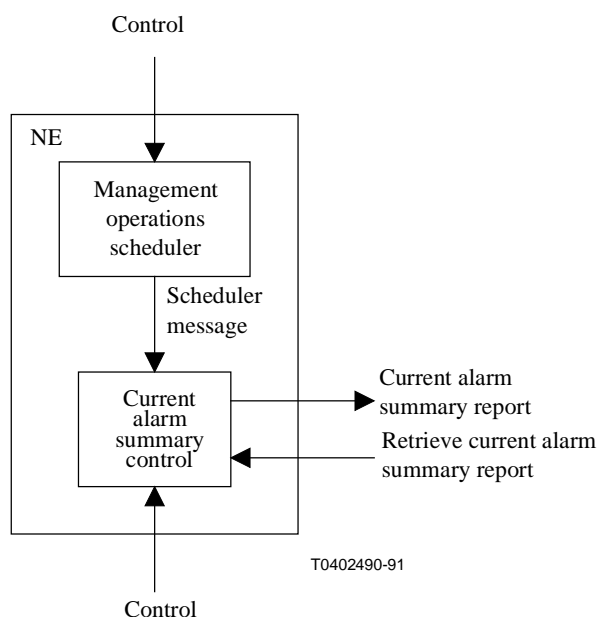 Control
NE
Management
operations
scheduler
Scheduler
message
Current
alarm
summary
control
Current alarm
summary report
Retrieve current alarm
summary report
T0402490-91
Control